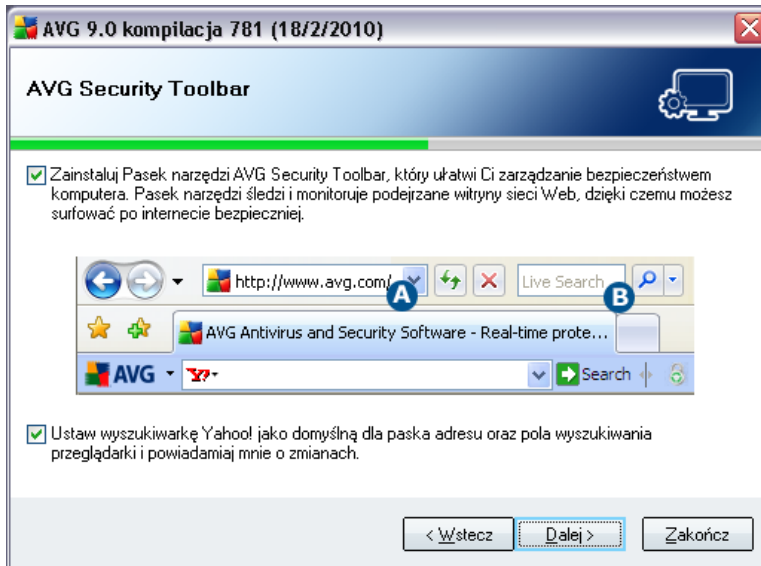 AVG 9.0 kompilacja 781 (18/2/2010)
AVG Security Toolbar
Zainstaluj Pasek narzędzi AVG Security Toolbar, który ułatwi Ci zarządzanie bezpieczeństwem
komputera. Pasek narzędzi śledzi i monitoruje podejrzane witryny sieci Web, dzięki czemu możesz
surfować po internecie bezpieczniej.
http://www.avg.com/ A Live Search B
AVG Antivirus and Security Software - Real-time prote...
AVG Y! Search
Ustaw wyszukiwarkę Yahoo! jako domyślną dla paska adresu oraz pola wyszukiwania
przeglądarki i powiadamiaj mnie o zmianach.
< Wstecz Dalej > Zakończ